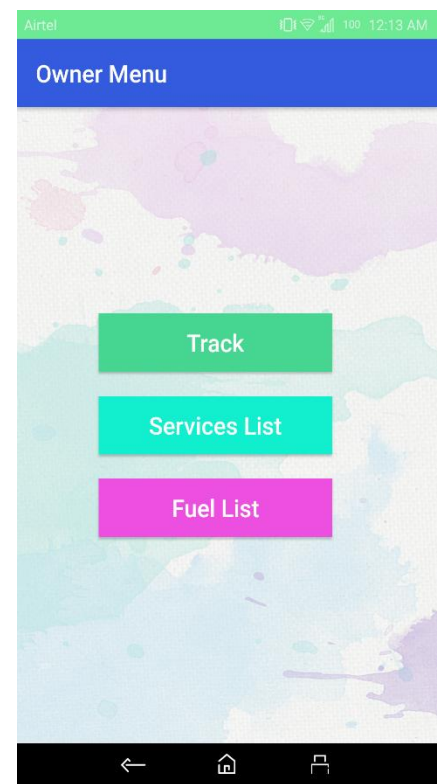 Airtel 100 12:13 AM
Owner Menu
Track
Services List
Fuel List